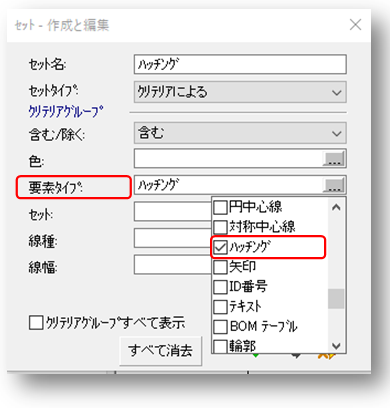 ｾｯﾄ - 作成と編集
ｾｯﾄ名: ﾊｯﾁﾝｸﾞ
ｾｯﾄﾀｲﾌﾟ: ｸﾘﾃﾘｱによる
ｸﾘﾃﾘｱｸﾞﾙｰﾌﾟ
含む/除く: 含む
色: ...
要素ﾀｲﾌﾟ: ﾊｯﾁﾝｸﾞ ...
ｾｯﾄ:
線種:
線幅:
円中心線
対称中心線
ﾊｯﾁﾝｸﾞ
矢印
ID番号
ﾃｷｽﾄ
BOM ﾃｰﾌﾞﾙ
輪郭
ｸﾘﾃﾘｱｸﾞﾙｰﾌﾟすべて表示
すべて消去